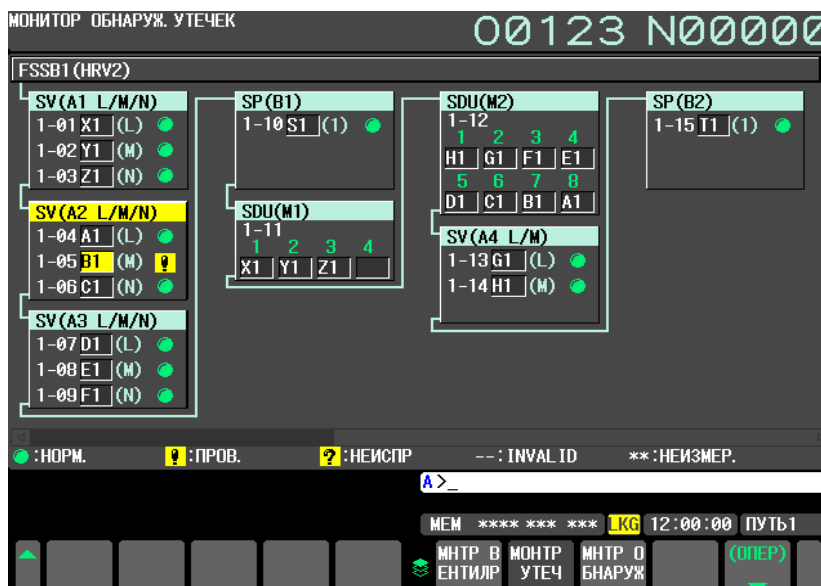 МОНИТОР ОБНАРУЖ. УТЕЧЕК
O0123 N00000
FSSB1(HRV2)
SV(A1 L/M/N)
1-01 X1 (L)
1-02 Y1 (M)
1-03 Z1 (N)
SV(A2 L/M/N)
1-04 A1 (L)
1-05 B1 (M) !
1-06 C1 (N)
SV(A3 L/M/N)
1-07 D1 (L)
1-08 E1 (M)
1-09 F1 (N)
SP(B1)
1-10 S1 (1)
SDU(M1)
1-11
1 2 3 4
X1 Y1 Z1
SDU(M2)
1-12
1 2 3 4
H1 G1 F1 E1
5 6 7 8
D1 C1 B1 A1
SV(A4 L/M)
1-13 G1 (L)
1-14 H1 (M)
SP(B2)
1-15 T1 (1)
:НОРМ. ! :ПРОВ. ? :НЕИСПР --:INVALID **:НЕИЗМЕР.
A >_
MEM **** *** *** LKG 12:00:00 ПУТЬ1
МНТР В МОНТР МНТР О (ОПЕР)
ЕНТИЛР УТЕЧ БНАРУЖ